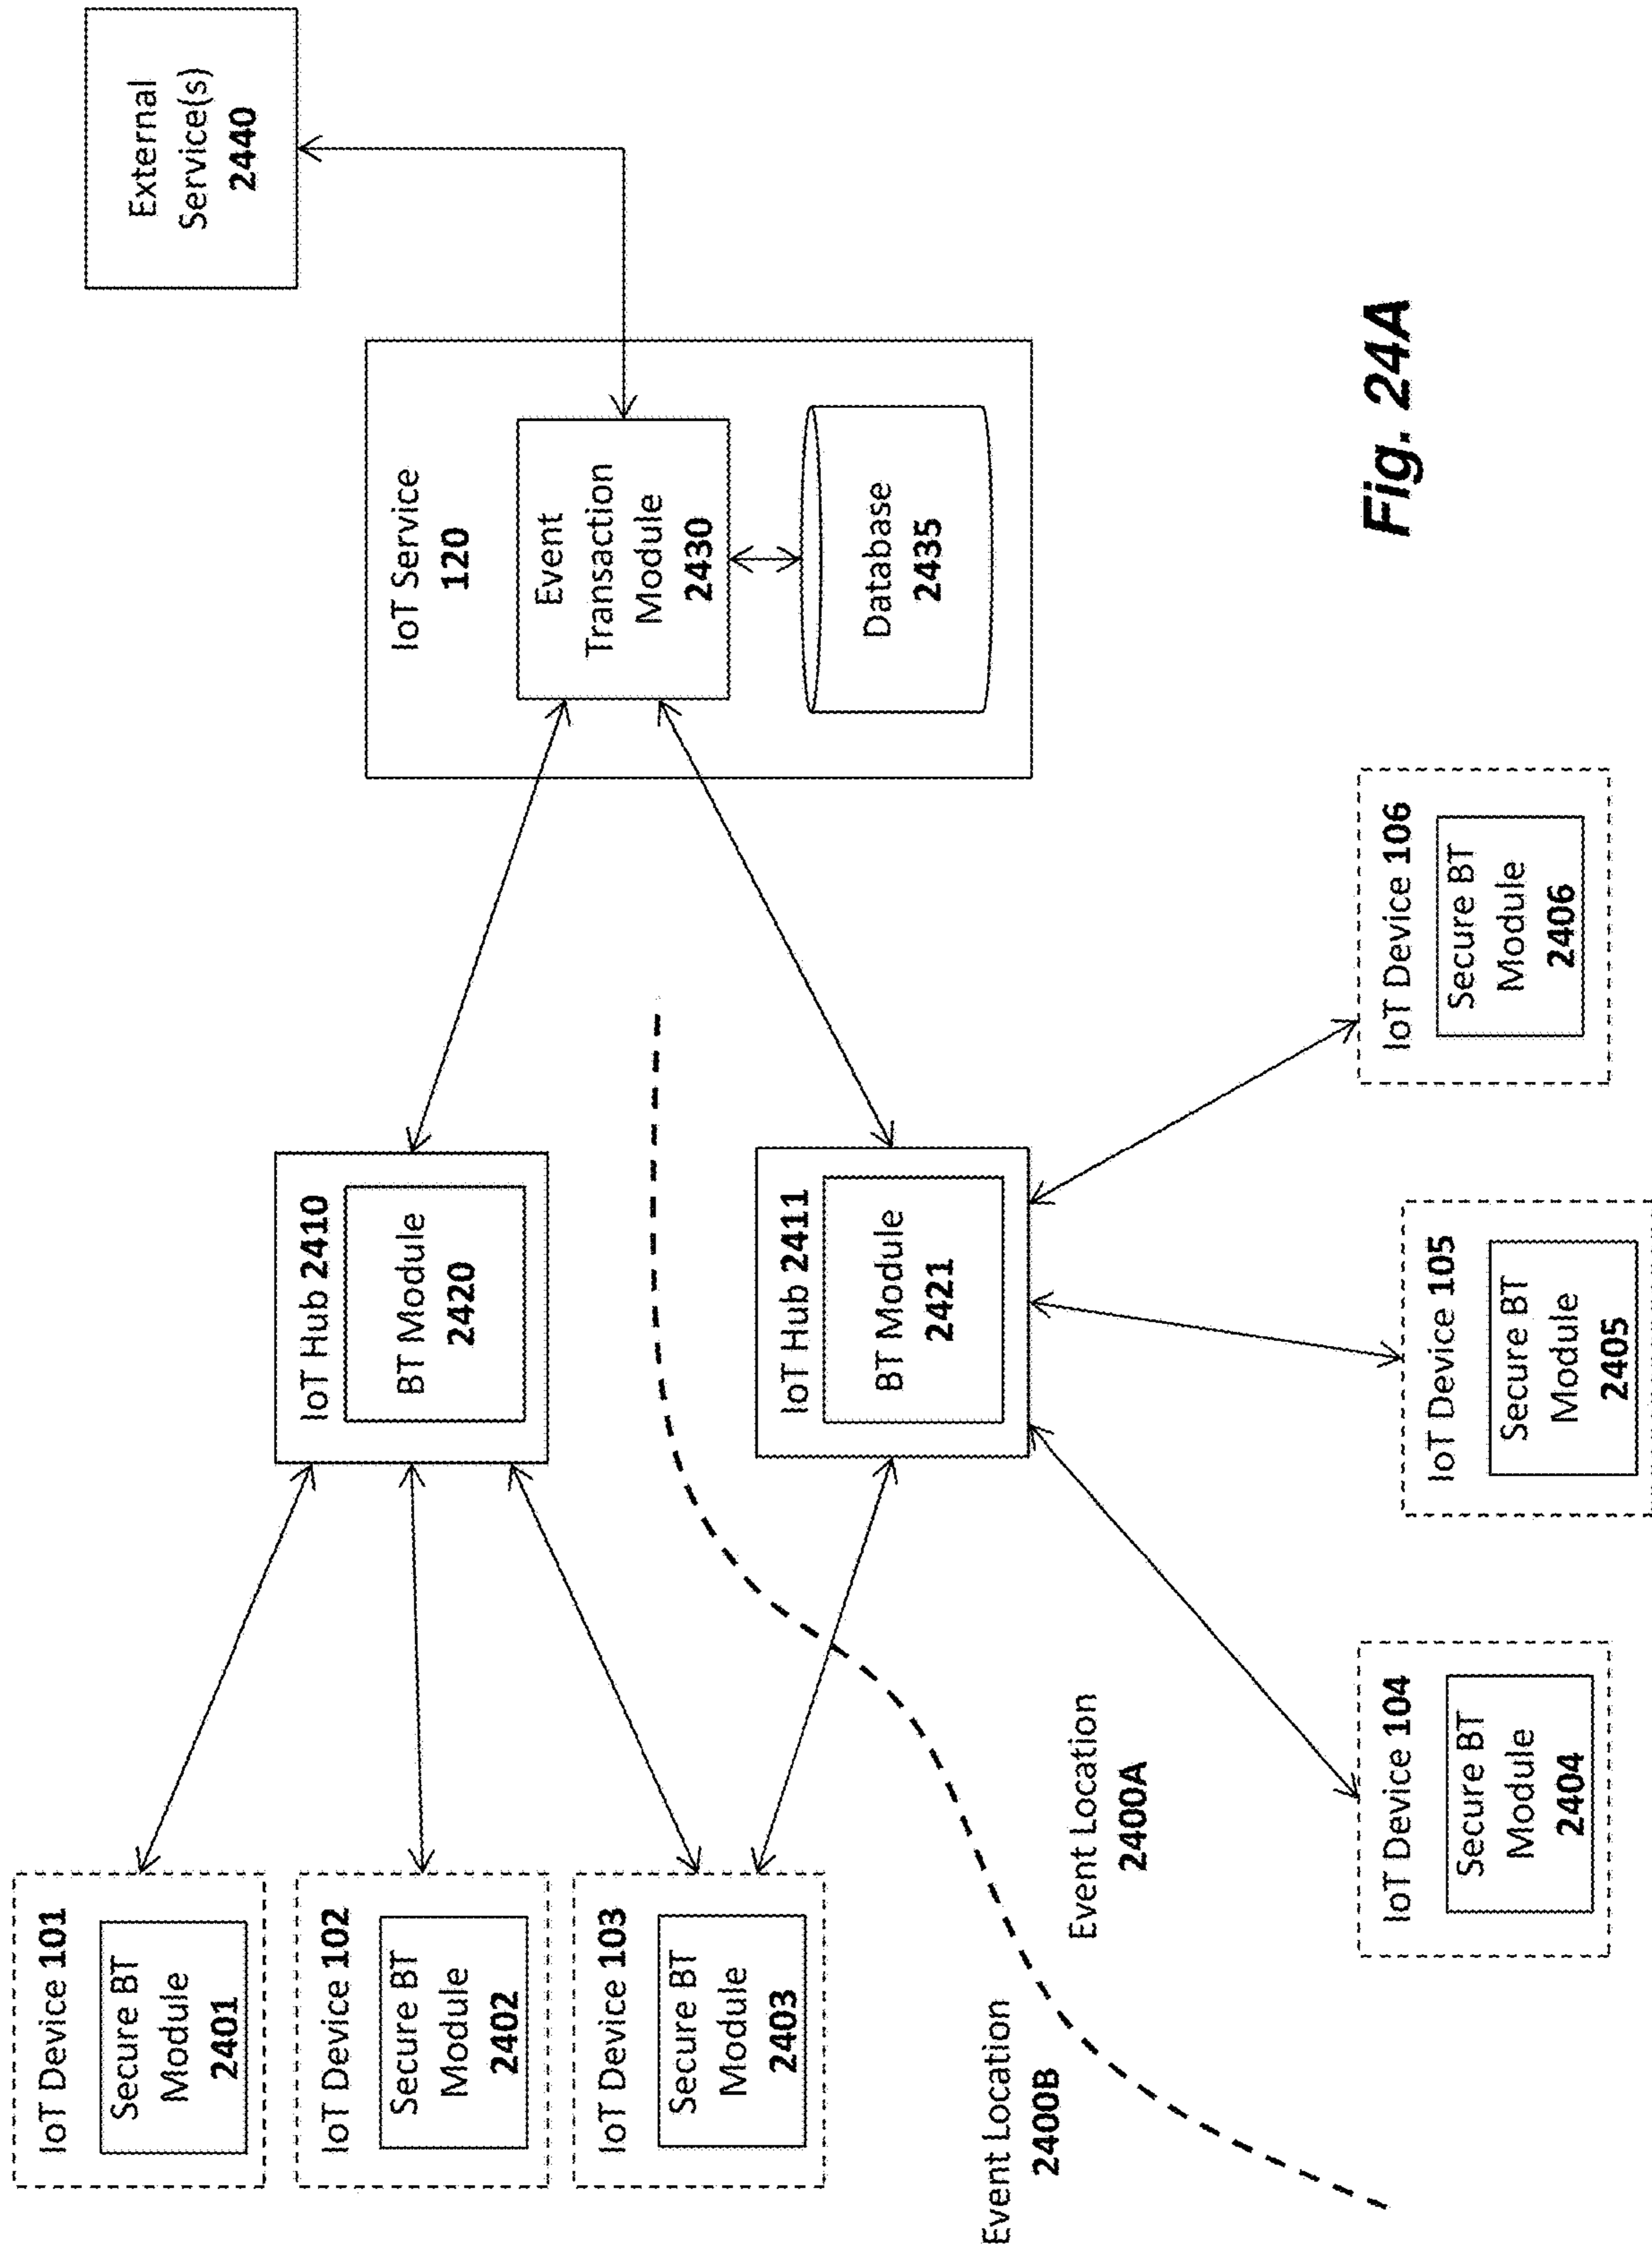 IoT Device 101
Secure BT
Module
2401
IoT Device 102
Secure BT
Module
2402
IoT Device 103
Secure BT
Module
2403
IoT Hub 2410
BT Module
2420
IoT Hub 2411
BT Module
2421
External
Service(s)
2440
IoT Service
120
Event
Transaction
Module
2430
Database
2435
Event Location
2400B
Event Location
2400A
IoT Device 104
Secure BT
Module
2404
IoT Device 105
Secure BT
Module
2405
IoT Device 106
Secure BT
Module
2406
Fig. 24A